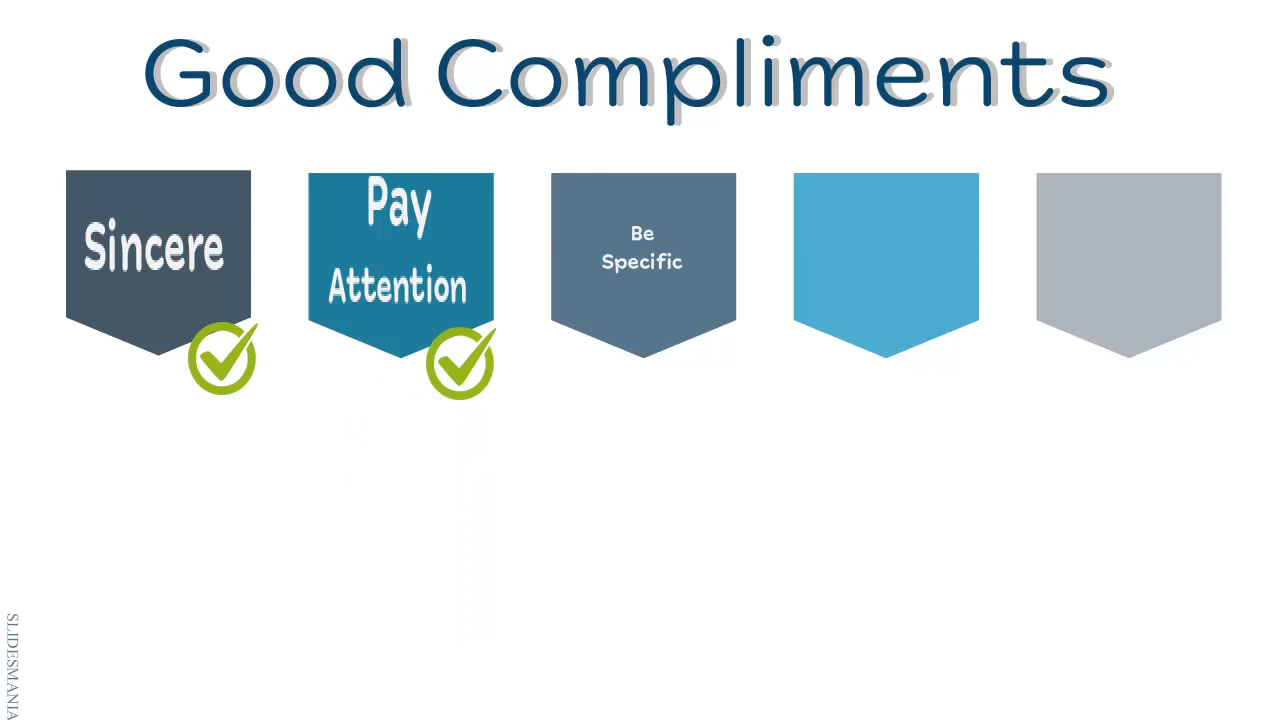 Good Compliments
Sincere
Pay
Attention
Be
Specific
SLIDESMANIA